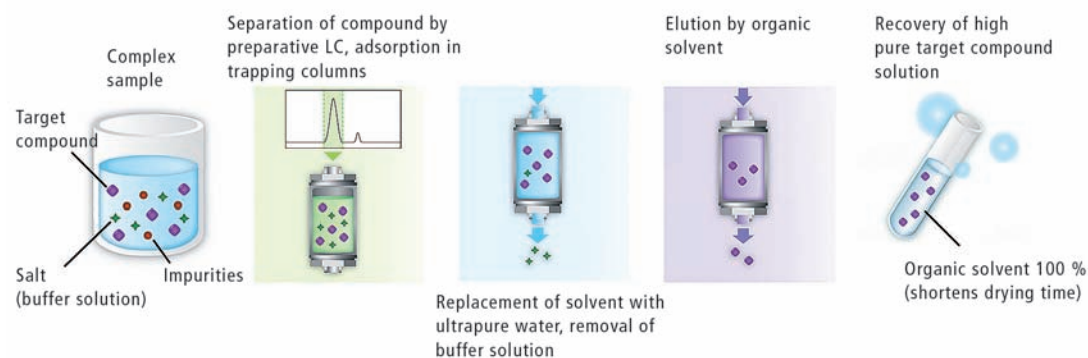 Complex
sample
Target
compound
Salt
(buffer solution)
Impurities
Separation of compound by
preparative LC, adsorption in
trapping columns
Replacement of solvent with
ultrapure water, removal of
buffer solution
Elution by organic
solvent
Recovery of high
pure target compound
solution
Organic solvent 100 %
(shortens drying time)